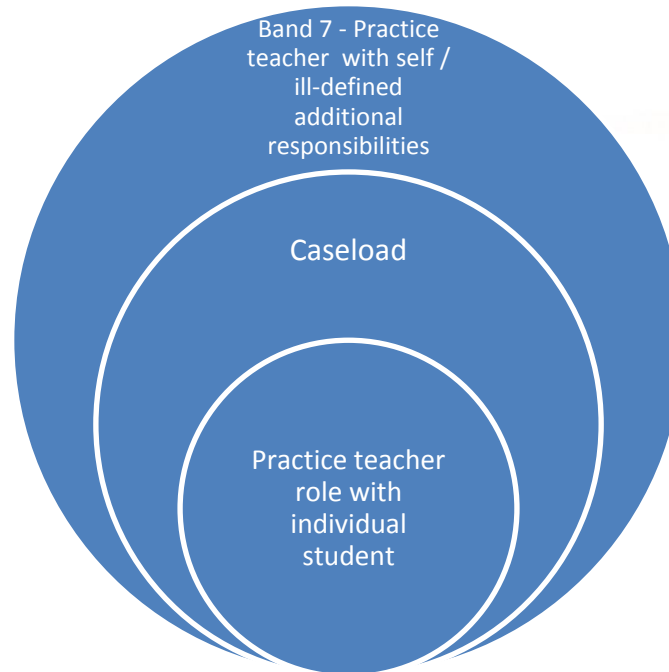 Band 7 - Practice
teacher  with self /
ill-defined
additional
responsibilities
Caseload
Practice teacher
role with
individual
student